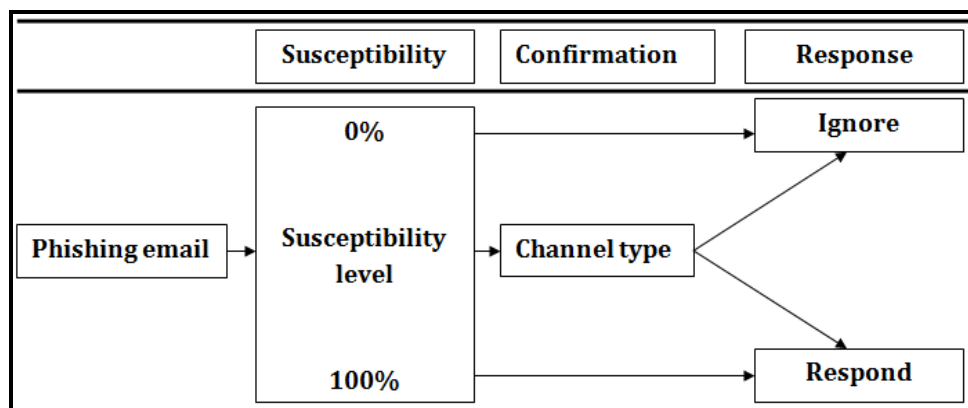 Susceptibility Confirmation Response
0% Ignore
Phishing email Susceptibility level Channel type
100% Respond